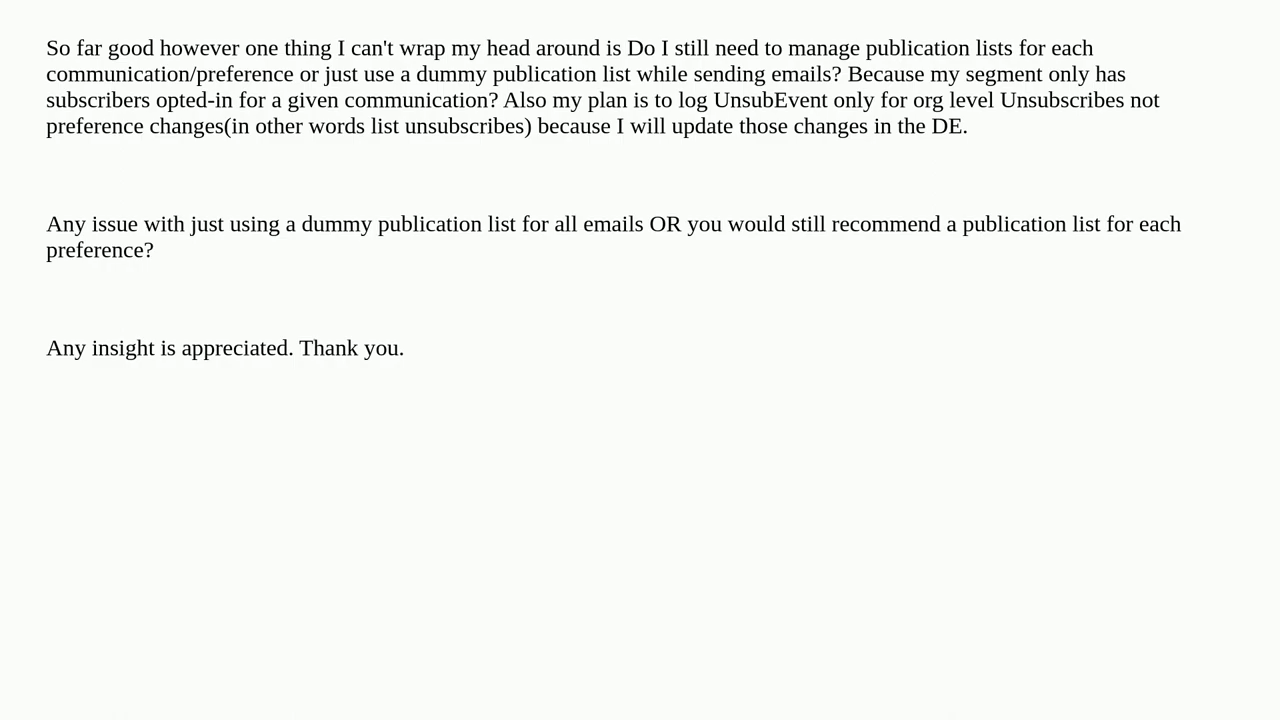 So far good however one thing I can't wrap my head around is Do I still need to manage publication lists for each
communication/preference or just use a dummy publication list while sending emails? Because my segment only has
subscribers opted-in for a given communication? Also my plan is to log UnsubEvent only for org level Unsubscribes not
preference changes(in other words list unsubscribes) because I will update those changes in the DE.
Any issue with just using a dummy publication list for all emails OR you would still recommend a publication list for each
preference?
Any insight is appreciated. Thank you.